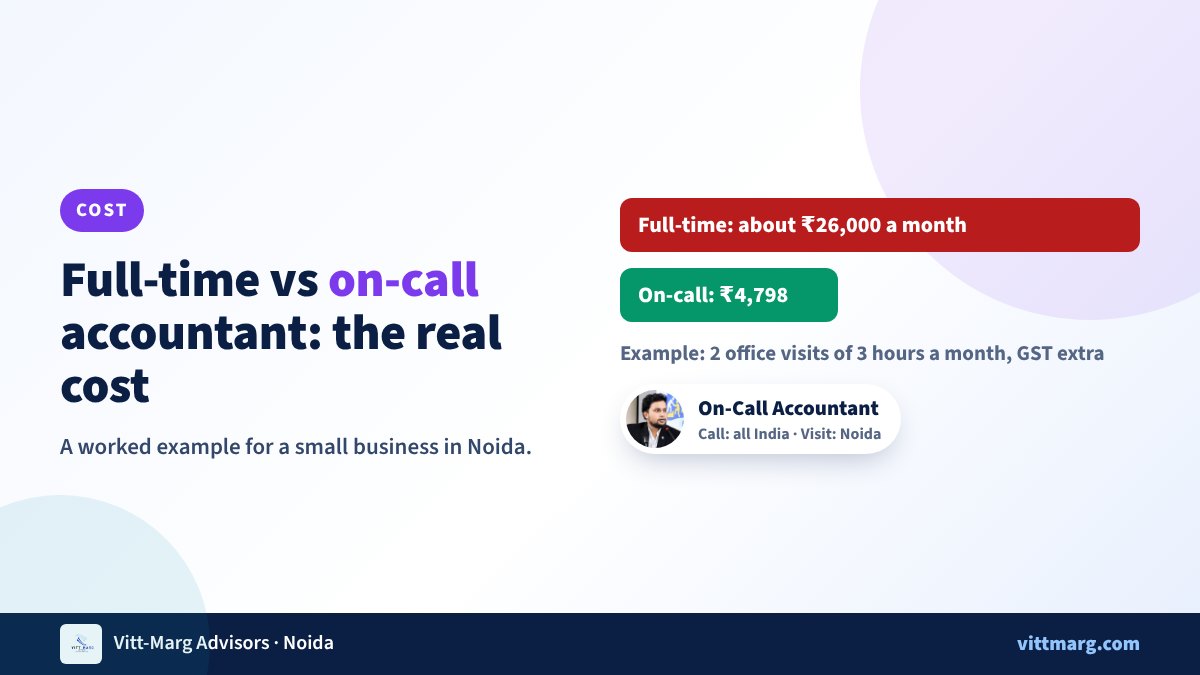 COST
Full-time vs on-call
accountant: the real
cost
A worked example for a small business in Noida.
Full-time: about ₹26,000 a month
On-call: ₹4,798
Example: 2 office visits of 3 hours a month, GST extra
On-Call Accountant
Call: all India · Visit: Noida
Vitt-Marg Advisors · Noida
vittmarg.com